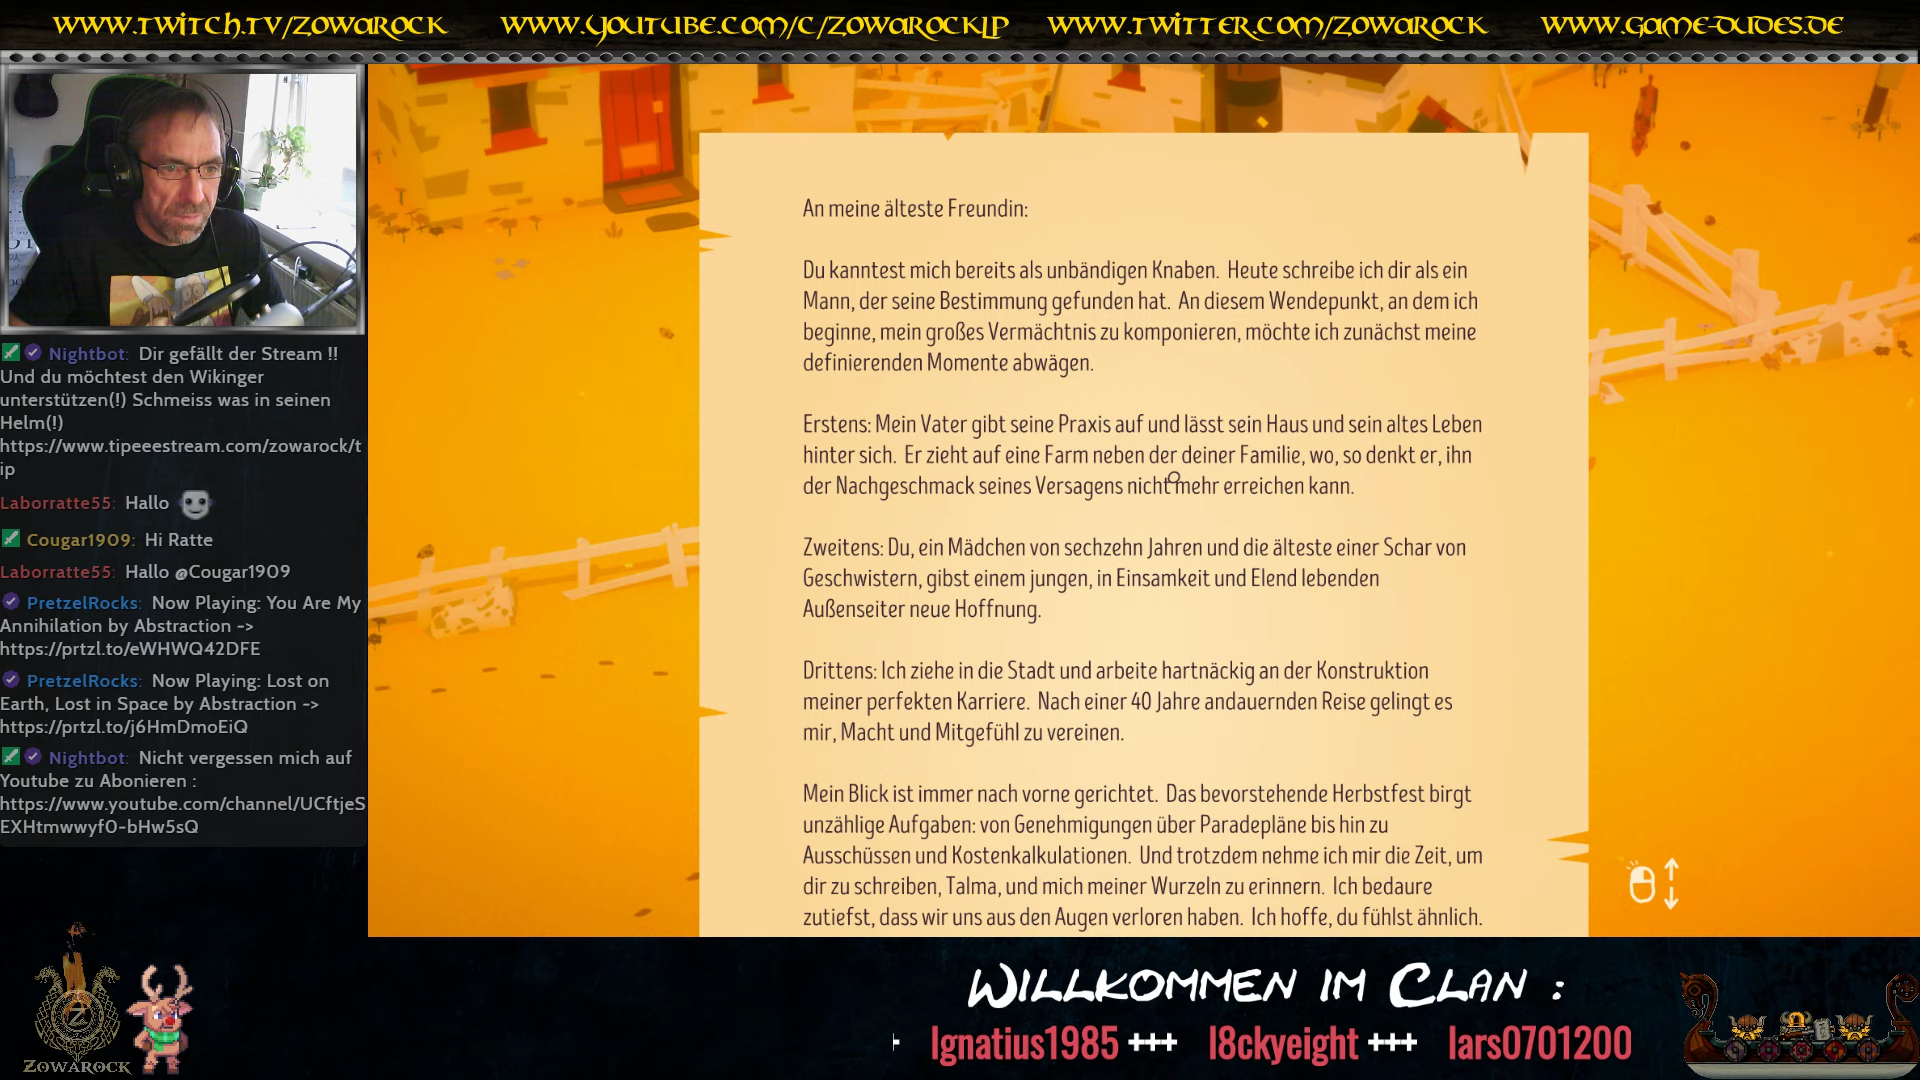 www.twitch.tv/zowarock
www.youtube.com/c/zowarockLP
www.twitter.com/zowarock
www.game-dudes.de
Nightbot: Dir gefällt der Stream !!
Und du möchtest den Wikinger
unterstützen(!) Schmeiss was in seinen
Helm(!)
https://www.tipeeestream.com/zowarock/t
ip
Laborratte55: Hallo
Cougar1909: Hi Ratte
Laborratte55: Hallo @Cougar1909
PretzelRocks: Now Playing: You Are My
Annihilation by Abstraction ->
https://prtzl.to/eWHWQ42DFE
PretzelRocks: Now Playing: Lost on
Earth, Lost in Space by Abstraction ->
https://prtzl.to/j6HmDmoEiQ
Nightbot: Nicht vergessen mich auf
Youtube zu Abonieren :
https://www.youtube.com/channel/UCftjeS
EXHtmwwyf0-bHw5sQ
An meine älteste Freundin:
Du kanntest mich bereits als unbändigen Knaben. Heute schreibe ich dir als ein
Mann, der seine Bestimmung gefunden hat. An diesem Wendepunkt, an dem ich
beginne, mein großes Vermächtnis zu komponieren, möchte ich zunächst meine
definierenden Momente abwägen.
Erstens: Mein Vater gibt seine Praxis auf und lässt sein Haus und sein altes Leben
hinter sich. Er zieht auf eine Farm neben der deiner Familie, wo, so denkt er, ihn
der Nachgeschmack seines Versagens nicht mehr erreichen kann.
Zweitens: Du, ein Mädchen von sechzehn Jahren und die älteste einer Schar von
Geschwistern, gibst einem jungen, in Einsamkeit und Elend lebenden
Außenseiter neue Hoffnung.
Drittens: Ich ziehe in die Stadt und arbeite hartnäckig an der Konstruktion
meiner perfekten Karriere. Nach einer 40 Jahre andauernden Reise gelingt es
mir, Macht und Mitgefühl zu vereinen.
Mein Blick ist immer nach vorne gerichtet. Das bevorstehende Herbstfest birgt
unzählige Aufgaben: von Genehmigungen über Paradepläne bis hin zu
Ausschüssen und Kostenkalkulationen. Und trotzdem nehme ich mir die Zeit, um
dir zu schreiben, Talma, und mich meiner Wurzeln zu erinnern. Ich bedaure
zutiefst, dass wir uns aus den Augen verloren haben. Ich hoffe, du fühlst ähnlich.
Z
Zowarock
Willkommen im Clan :
Ignatius1985 +++ l8ckyeight +++ lars0701200